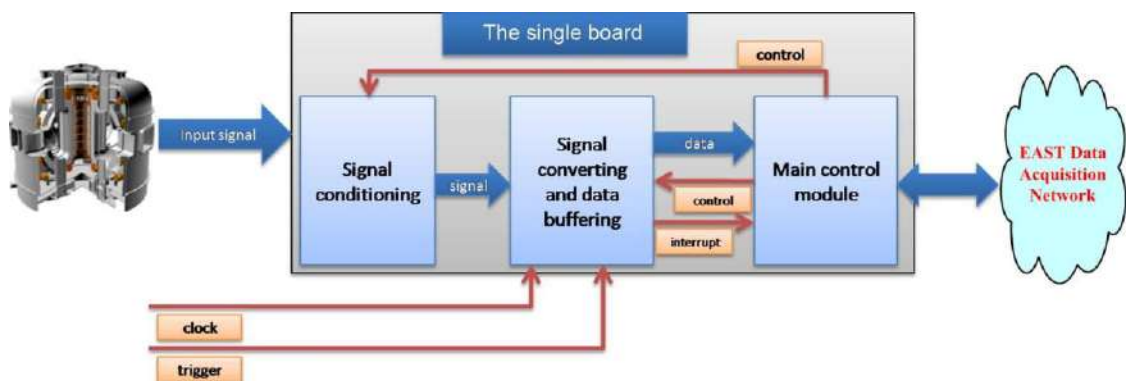 The single board
control
Input signal
Signal
conditioning
signal
Signal
converting
and data
buffering
data
control
interrupt
Main control
module
EAST Data
Acquisition
Network
clock
trigger